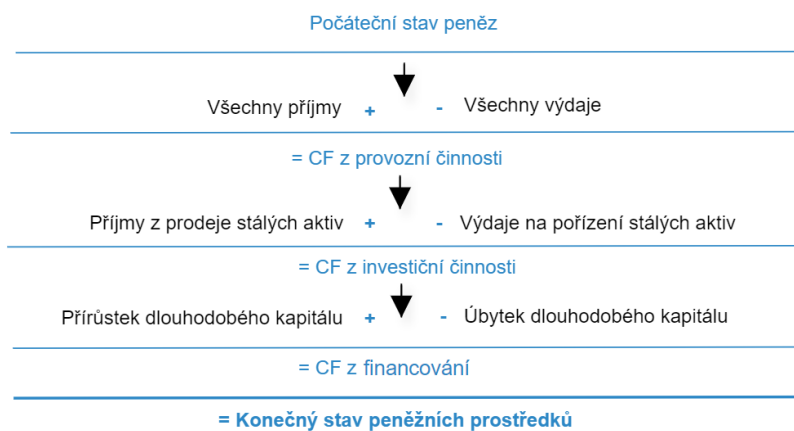 Počáteční stav peněz
Všechny příjmy + - Všechny výdaje
= CF z provozní činnosti
Příjmy z prodeje stálých aktiv + - Výdaje na pořízení stálých aktiv
= CF z investiční činnosti
Přírůstek dlouhodobého kapitálu + - Úbytek dlouhodobého kapitálu
= CF z financování
= Konečný stav peněžních prostředků